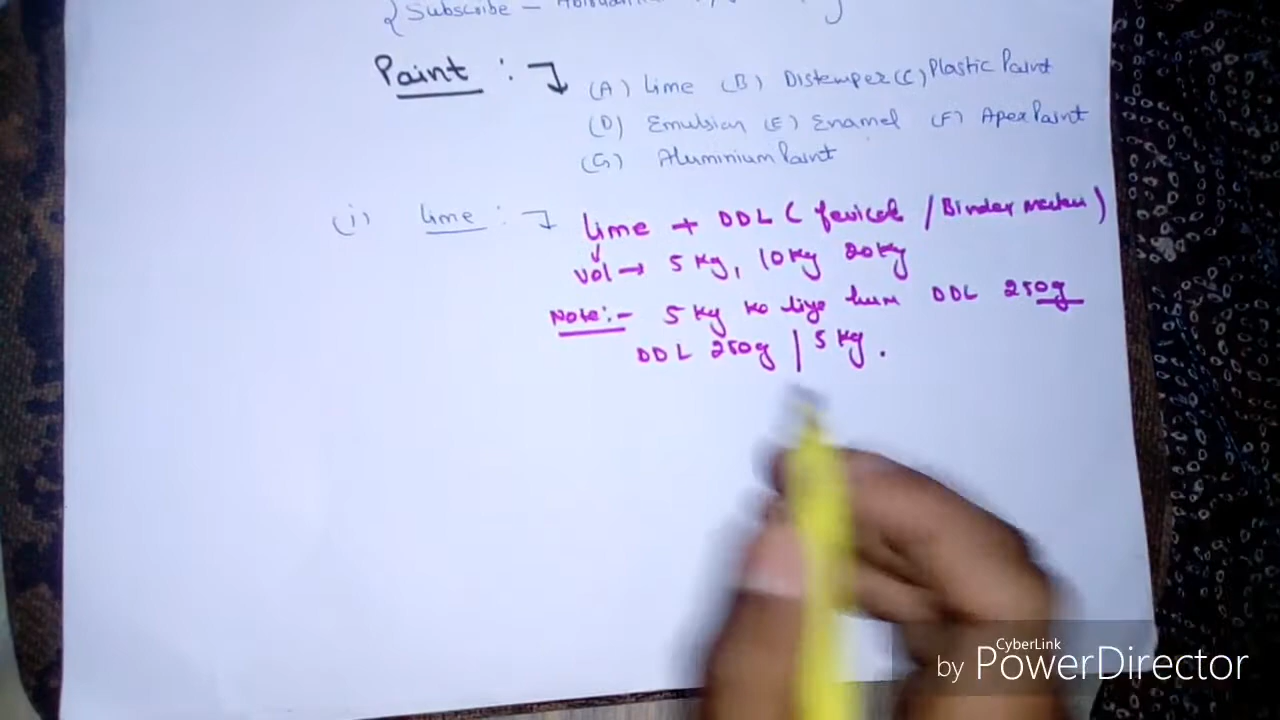 {Subscribe -
Paint :
(A) Lime (B) Distemper (C) Plastic Paint
(D) Emulsion (E) Enamel (F) Apex Paint
(G) Aluminium Paint
(i) Lime :
Lime + DDL ( fevicol / Binder )
Vol → 5 Kg, 10 Kg 20 Kg
Note:- 5 Kg ke liye hum DDL 250g
DDL 250g / 5 Kg.
CyberLink
by PowerDirector